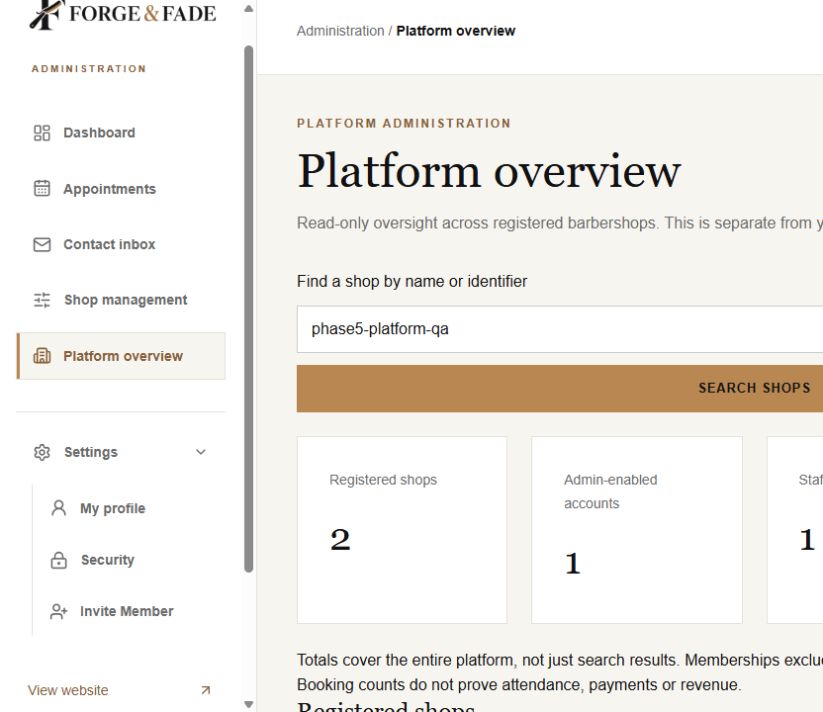 FORGE & FADE
ADMINISTRATION
Dashboard
Appointments
Contact inbox
Shop management
Platform overview
Settings
My profile
Security
Invite Member
View website
Administration / Platform overview
PLATFORM ADMINISTRATION
Platform overview
Read-only oversight across registered barbershops. This is separate from
Find a shop by name or identifier
phase5-platform-qa
SEARCH SHOPS
Registered shops
2
Admin-enabled
accounts
1
1
Totals cover the entire platform, not just search results. Memberships
Booking counts do not prove attendance, payments or revenue.
Registered shops